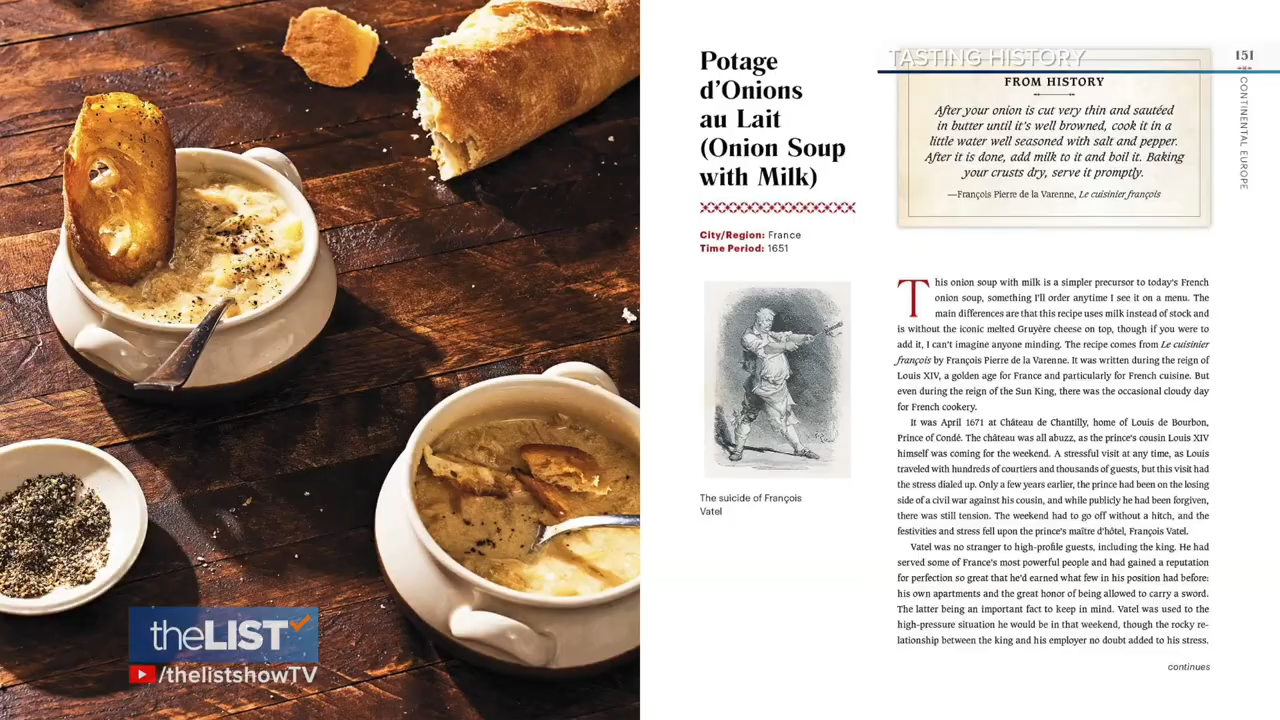 theLIST
/thelistshowTV
Potage
d'Onions
au Lait
(Onion Soup
with Milk)
City/Region: France
Time Period: 1651
The suicide of François
Vatel
TASTING HISTORY
151
CONTINENTAL EUROPE
FROM HISTORY
After your onion is cut very thin and sautéed
in butter until it's well browned, cook it in a
little water well seasoned with salt and pepper.
After it is done, add milk to it and boil it. Baking
your crusts dry, serve it promptly.
—François Pierre de la Varenne, Le cuisinier françois
This onion soup with milk is a simpler precursor to today's French
onion soup, something I'll order anytime I see it on a menu. The
main differences are that this recipe uses milk instead of stock and
is without the iconic melted Gruyère cheese on top, though if you were to
add it, I can't imagine anyone minding. The recipe comes from Le cuisinier
françois by François Pierre de la Varenne. It was written during the reign of
Louis XIV, a golden age for France and particularly for French cuisine. But
even during the reign of the Sun King, there was the occasional cloudy day
for French cookery.
It was April 1671 at Château de Chantilly, home of Louis de Bourbon,
Prince of Condé. The château was all abuzz, as the prince's cousin Louis XIV
himself was coming for the weekend. A stressful visit at any time, as Louis
traveled with hundreds of courtiers and thousands of guests, but this visit had
the stress dialed up. Only a few years earlier, the prince had been on the losing
side of a civil war against his cousin, and while publicly he had been forgiven,
there was still tension. The weekend had to go off without a hitch, and the
festivities and stress fell upon the prince's maître d'hôtel, François Vatel.
Vatel was no stranger to high-profile guests, including the king. He had
served some of France's most powerful people and had gained a reputation
for perfection so great that he'd earned what few in his position had before:
his own apartments and the great honor of being allowed to carry a sword.
The latter being an important fact to keep in mind. Vatel was used to the
high-pressure situation he would be in that weekend, though the rocky re-
lationship between the king and his employer no doubt added to his stress.
continues